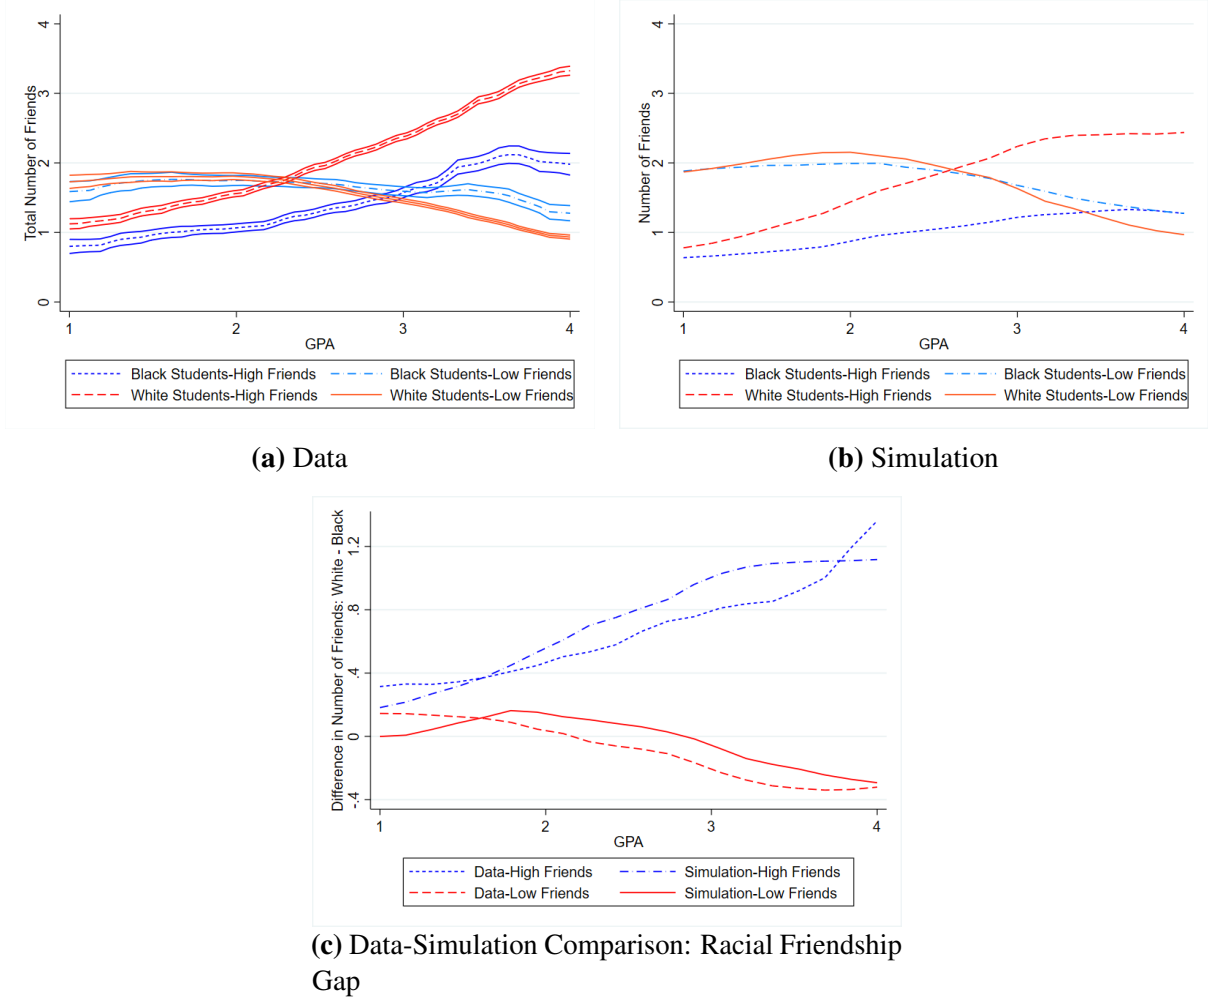 Total Number of Friends
4
3
2
1
0
1 2 3 4
GPA
Black Students-High Friends Black Students-Low Friends
White Students-High Friends White Students-Low Friends
(a) Data
Number of Friends
4
3
2
1
0
1 2 3 4
GPA
Black Students-High Friends Black Students-Low Friends
White Students-High Friends White Students-Low Friends
(b) Simulation
Difference in Number of Friends: White - Black
1.2
.8
.4
0
-.4
1 2 3 4
GPA
Data-High Friends Simulation-High Friends
Data-Low Friends Simulation-Low Friends
(c) Data-Simulation Comparison: Racial Friendship
Gap